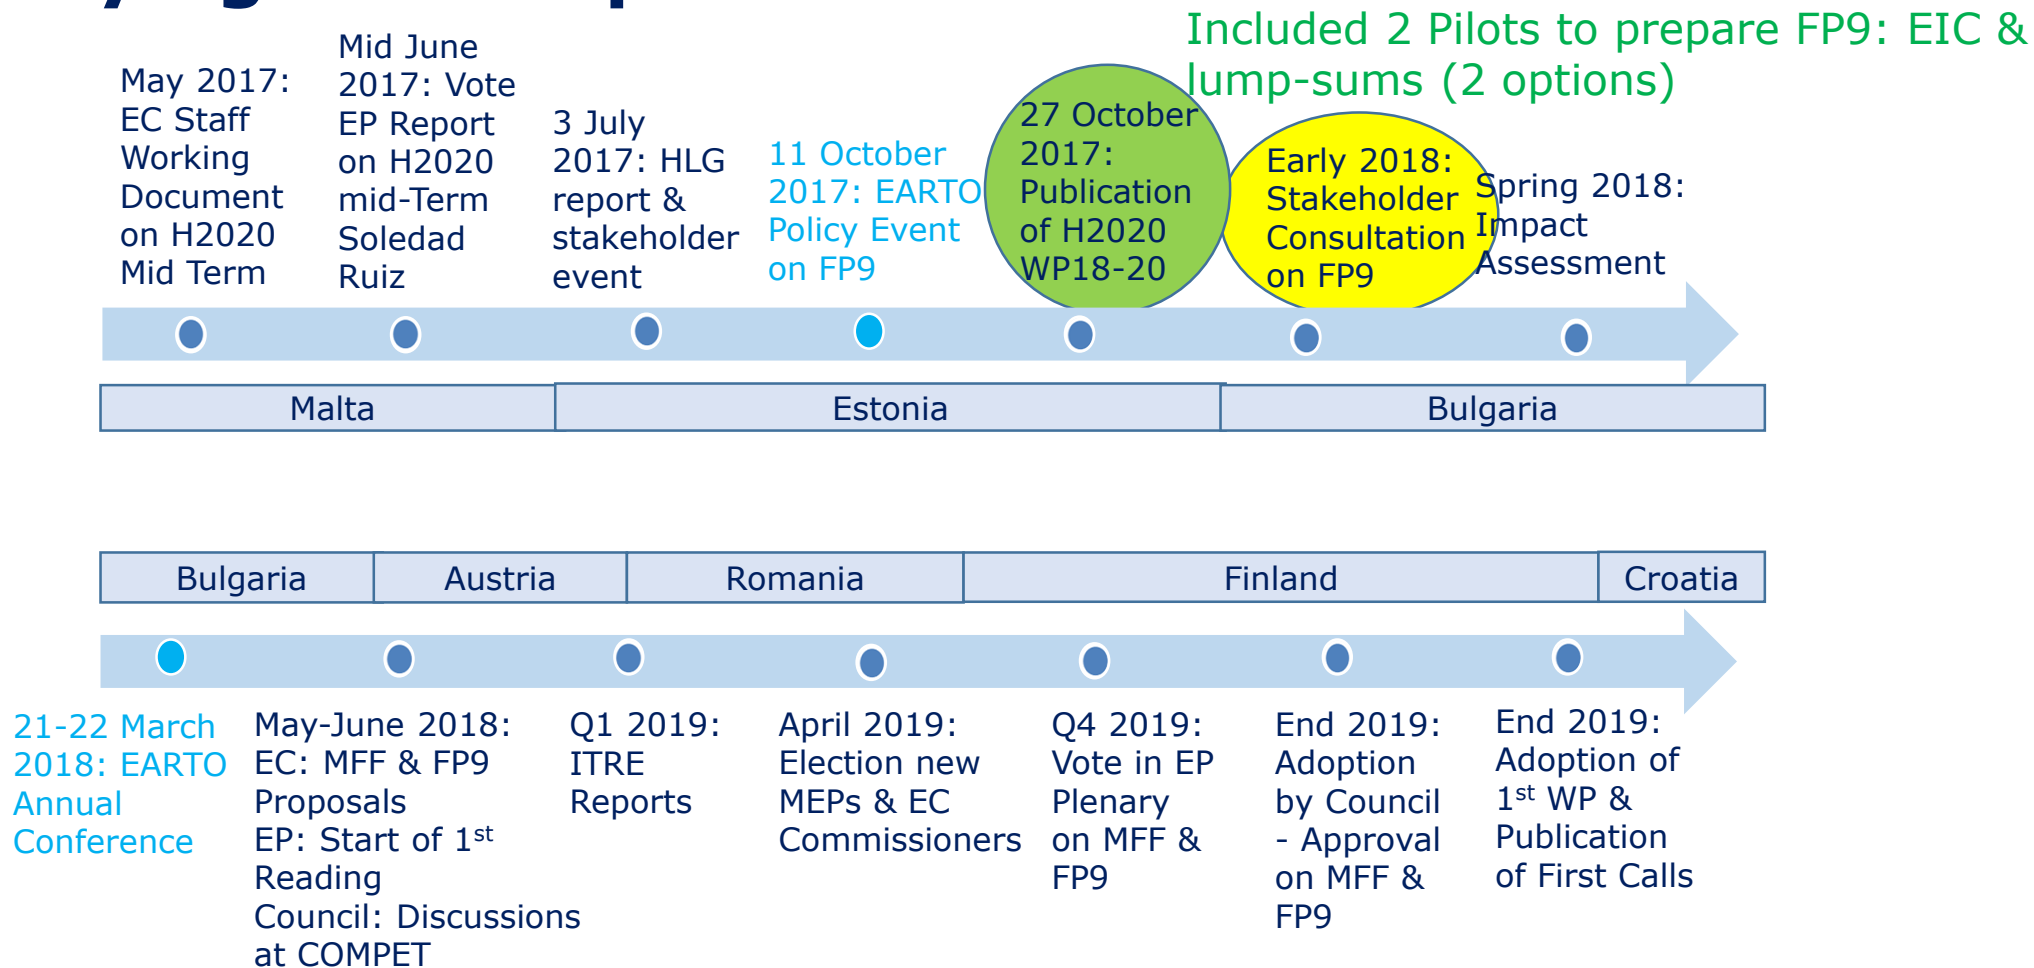 Included 2 Pilots to prepare FP9: EIC &
lump-sums (2 options)
May 2017:
EC Staff
Working
Document
on H2020
Mid Term
Mid June
2017: Vote
EP Report
on H2020
mid-Term
Soledad
Ruiz
3 July
2017: HLG
report &
stakeholder
event
11 October
2017: EARTO
Policy Event
on FP9
27 October
2017:
Publication
of H2020
WP18-20
Early 2018:
Stakeholder
Consultation
on FP9
Spring 2018:
Impact
Assessment
Malta
Estonia
Bulgaria
Bulgaria
Austria
Romania
Finland
Croatia
21-22 March
2018: EARTO
Annual
Conference
May-June 2018:
EC: MFF & FP9
Proposals
EP: Start of 1st
Reading
Council: Discussions
at COMPET
Q1 2019:
ITRE
Reports
April 2019:
Election new
MEPs & EC
Commissioners
Q4 2019:
Vote in EP
Plenary
on MFF &
FP9
End 2019:
Adoption
by Council
- Approval
on MFF &
FP9
End 2019:
Adoption of
1st WP &
Publication
of First Calls